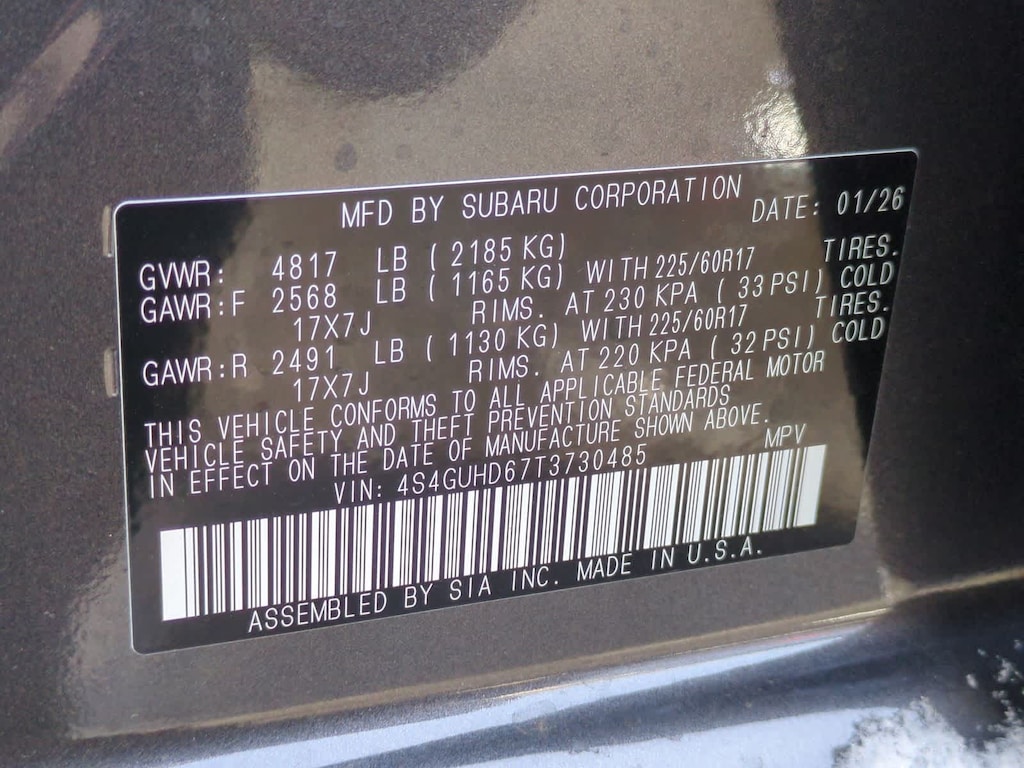 MFD BY SUBARU CORPORATION DATE: 01/26
GVWR: 4817 LB ( 2185 KG)
GAWR:F 2568 LB ( 1165 KG) WITH 225/60R17 TIRES.
17X7J RIMS. AT 230 KPA ( 33 PSI) COLD
GAWR:R 2491 LB ( 1130 KG) WITH 225/60R17 TIRES.
17X7J RIMS. AT 220 KPA ( 32 PSI) COLD
THIS VEHICLE CONFORMS TO ALL APPLICABLE FEDERAL MOTOR
VEHICLE SAFETY AND THEFT PREVENTION STANDARDS
IN EFFECT ON THE DATE OF MANUFACTURE SHOWN ABOVE.
VIN: 4S4GUHD67T3730485 MPV
ASSEMBLED BY SIA INC. MADE IN U.S.A.